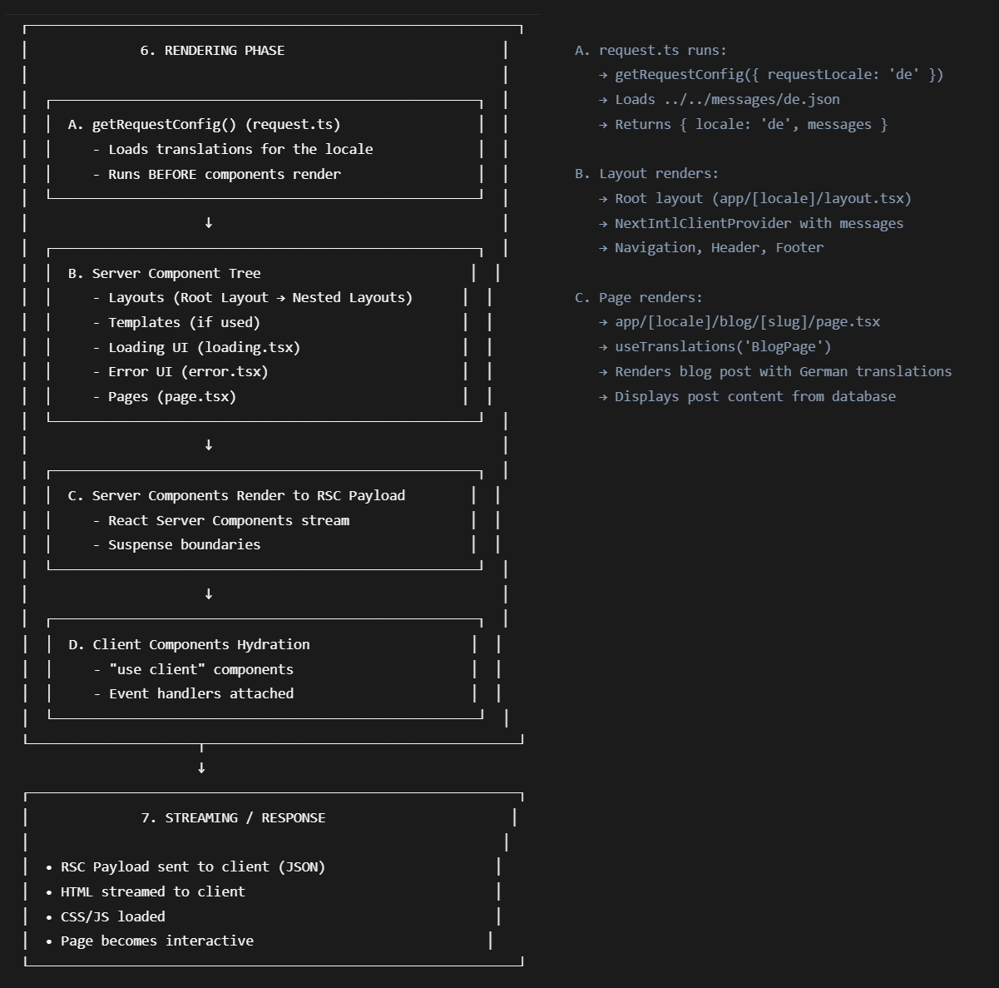 6. RENDERING PHASE
A. getRequestConfig() (request.ts)
- Loads translations for the locale
- Runs BEFORE components render
↓
B. Server Component Tree
- Layouts (Root Layout → Nested Layouts)
- Templates (if used)
- Loading UI (loading.tsx)
- Error UI (error.tsx)
- Pages (page.tsx)
↓
C. Server Components Render to RSC Payload
- React Server Components stream
- Suspense boundaries
↓
D. Client Components Hydration
- "use client" components
- Event handlers attached
↓
7. STREAMING / RESPONSE
• RSC Payload sent to client (JSON)
• HTML streamed to client
• CSS/JS loaded
• Page becomes interactive
A. request.ts runs:
→ getRequestConfig({ requestLocale: 'de' })
→ Loads ../../messages/de.json
→ Returns { locale: 'de', messages }
B. Layout renders:
→ Root layout (app/[locale]/layout.tsx)
→ NextIntlClientProvider with messages
→ Navigation, Header, Footer
C. Page renders:
→ app/[locale]/blog/[slug]/page.tsx
→ useTranslations('BlogPage')
→ Renders blog post with German translations
→ Displays post content from database